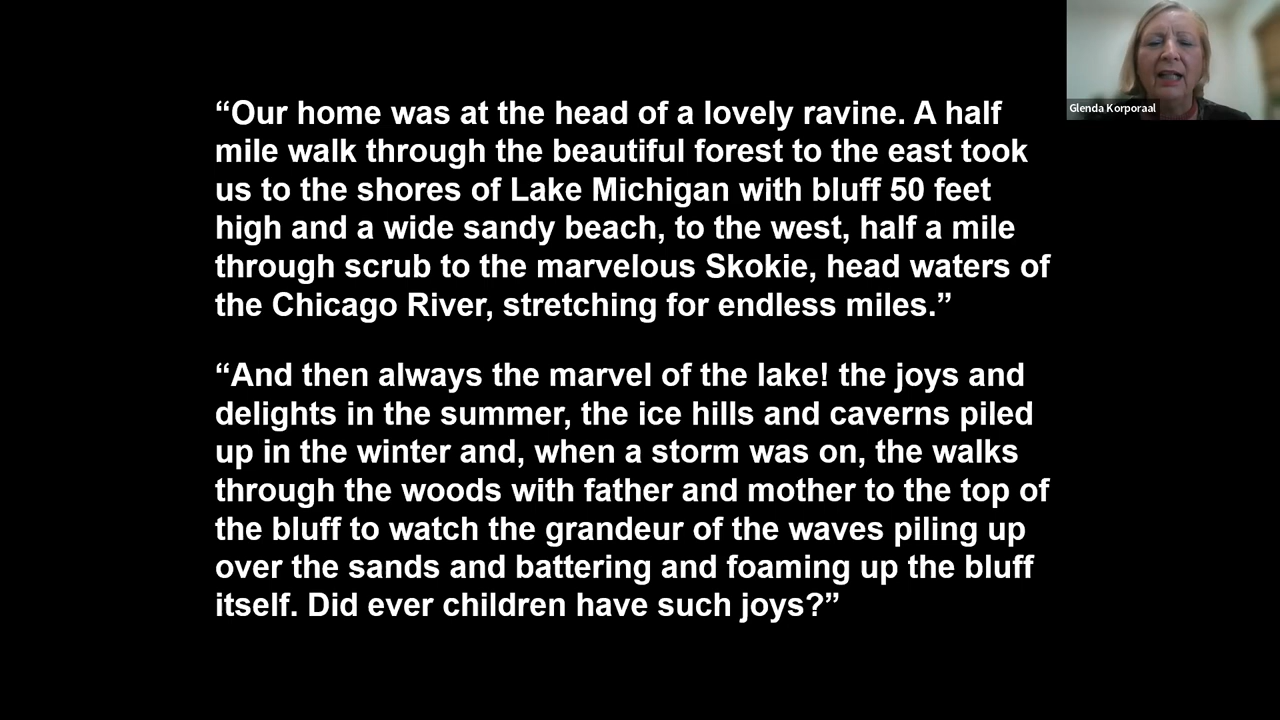 Glenda Korporaal
“Our home was at the head of a lovely ravine. A half
mile walk through the beautiful forest to the east took
us to the shores of Lake Michigan with bluff 50 feet
high and a wide sandy beach, to the west, half a mile
through scrub to the marvelous Skokie, head waters of
the Chicago River, stretching for endless miles.”
“And then always the marvel of the lake! the joys and
delights in the summer, the ice hills and caverns piled
up in the winter and, when a storm was on, the walks
through the woods with father and mother to the top of
the bluff to watch the grandeur of the waves piling up
over the sands and battering and foaming up the bluff
itself. Did ever children have such joys?”